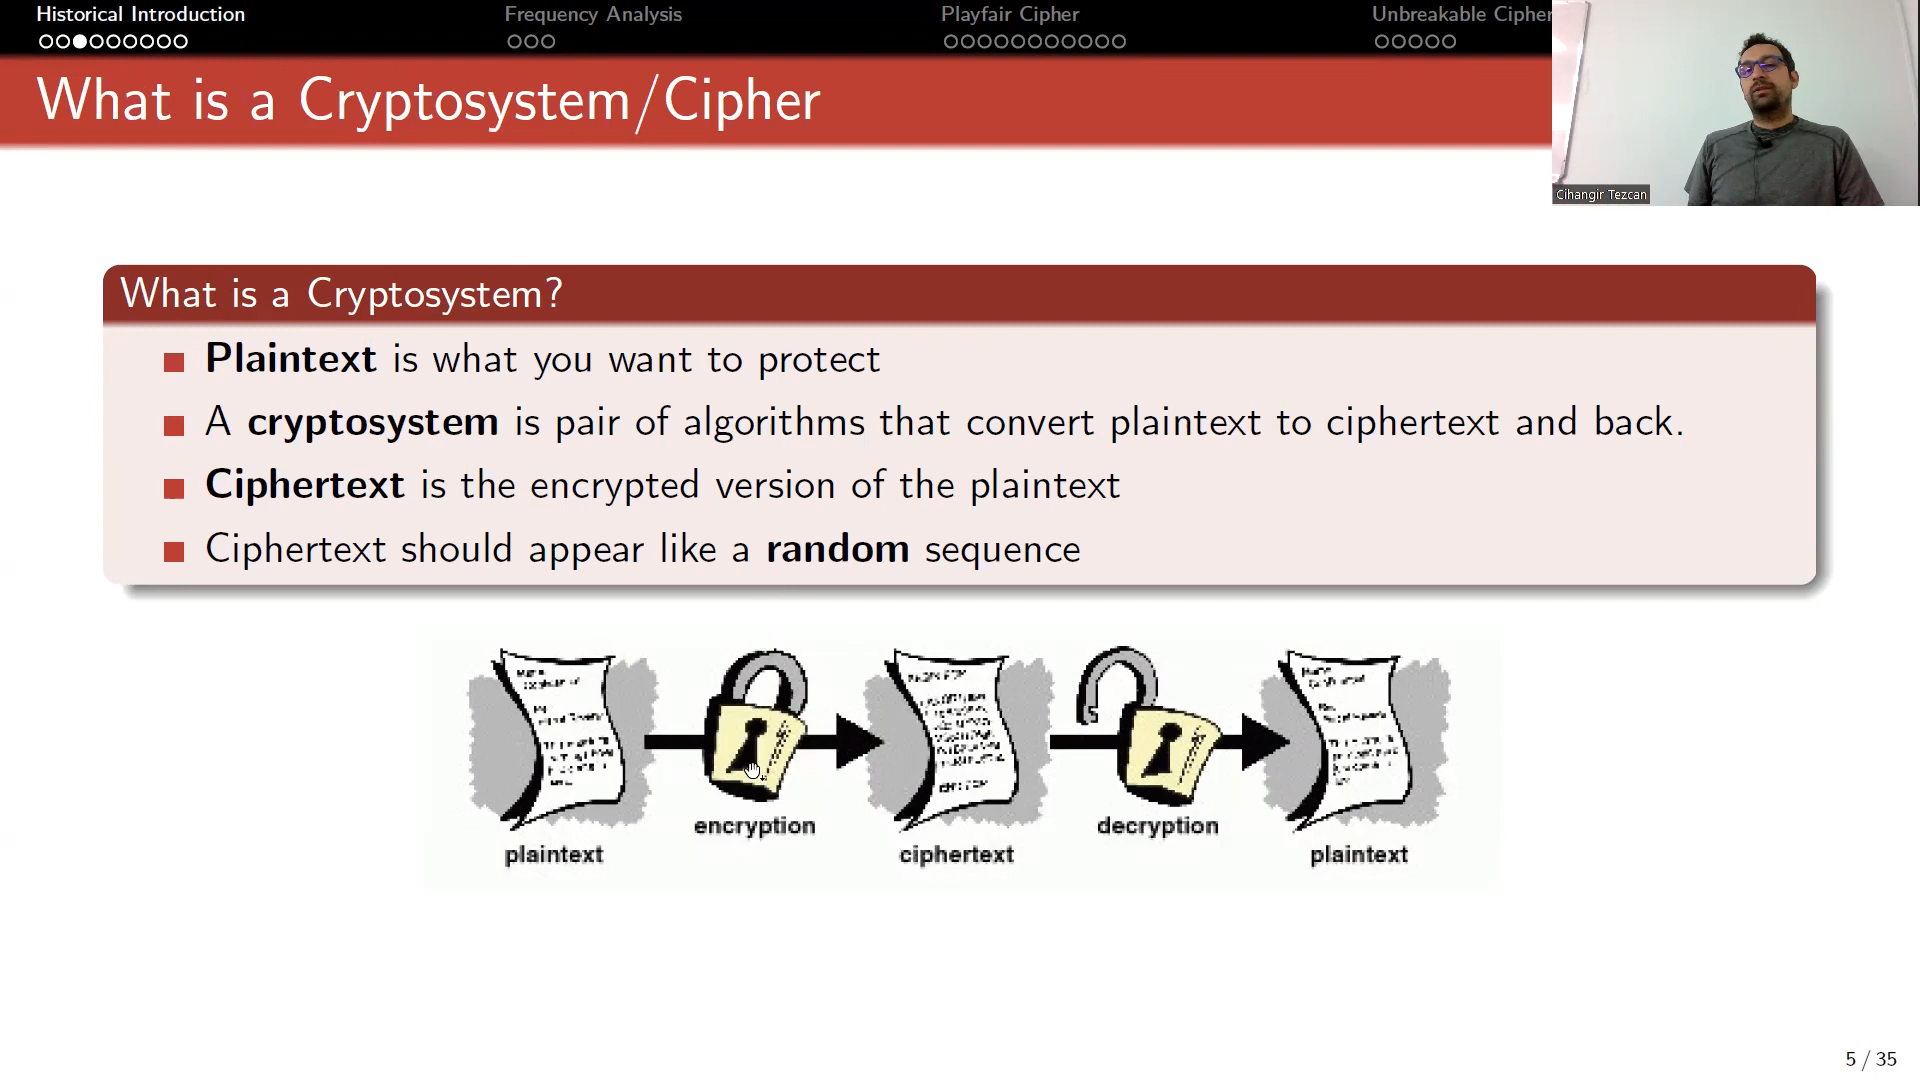 Historical Introduction
Frequency Analysis
Playfair Cipher
Unbreakable Cipher
What is a Cryptosystem/Cipher
Cihangir Tezcan
What is a Cryptosystem?
Plaintext is what you want to protect
A cryptosystem is pair of algorithms that convert plaintext to ciphertext and back.
Ciphertext is the encrypted version of the plaintext
Ciphertext should appear like a random sequence
encryption
decryption
plaintext
ciphertext
plaintext
5 / 35